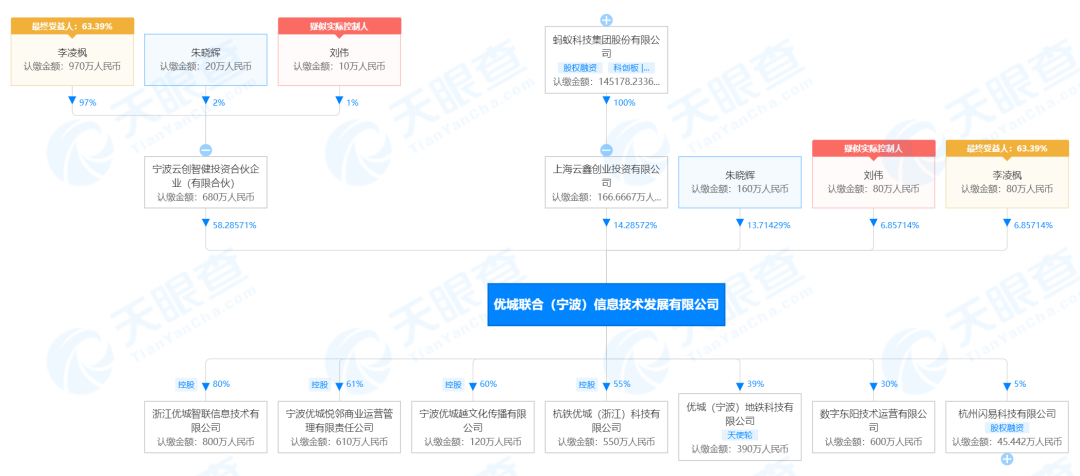 最终受益人：63.39%
李凌枫
认缴金额：970万人民币
97%
朱晓辉
认缴金额：20万人民币
2%
疑似实际控制人
刘伟
认缴金额：10万人民币
1%
蚂蚁科技集团股份有限公
司
股权融资 科创板 |...
认缴金额：145178.2336...
100%
宁波云创智健投资合伙企
业（有限合伙）
认缴金额：680万人民币
58.28571%
上海云鑫创业投资有限公
司
认缴金额：166.6667万人...
14.28572%
朱晓辉
认缴金额：160万人民币
13.71429%
疑似实际控制人
刘伟
认缴金额：80万人民币
6.85714%
最终受益人：63.39%
李凌枫
认缴金额：80万人民币
6.85714%
优城联合（宁波）信息技术发展有限公司
控股 80%
浙江优城智联信息技术有
限公司
认缴金额：800万人民币
控股 61%
宁波优城悦邻商业运营管
理有限责任公司
认缴金额：610万人民币
控股 60%
宁波优城越文化传播有限
公司
认缴金额：120万人民币
控股 55%
杭铁优城（浙江）科技有
限公司
认缴金额：550万人民币
39%
优城（宁波）地铁科技有
限公司
天使轮
认缴金额：390万人民币
30%
数字东阳技术运营有限公
司
认缴金额：600万人民币
5%
杭州闪易科技有限公司
股权融资
认缴金额：45.442万人民币
天眼查
TianYanCha.com